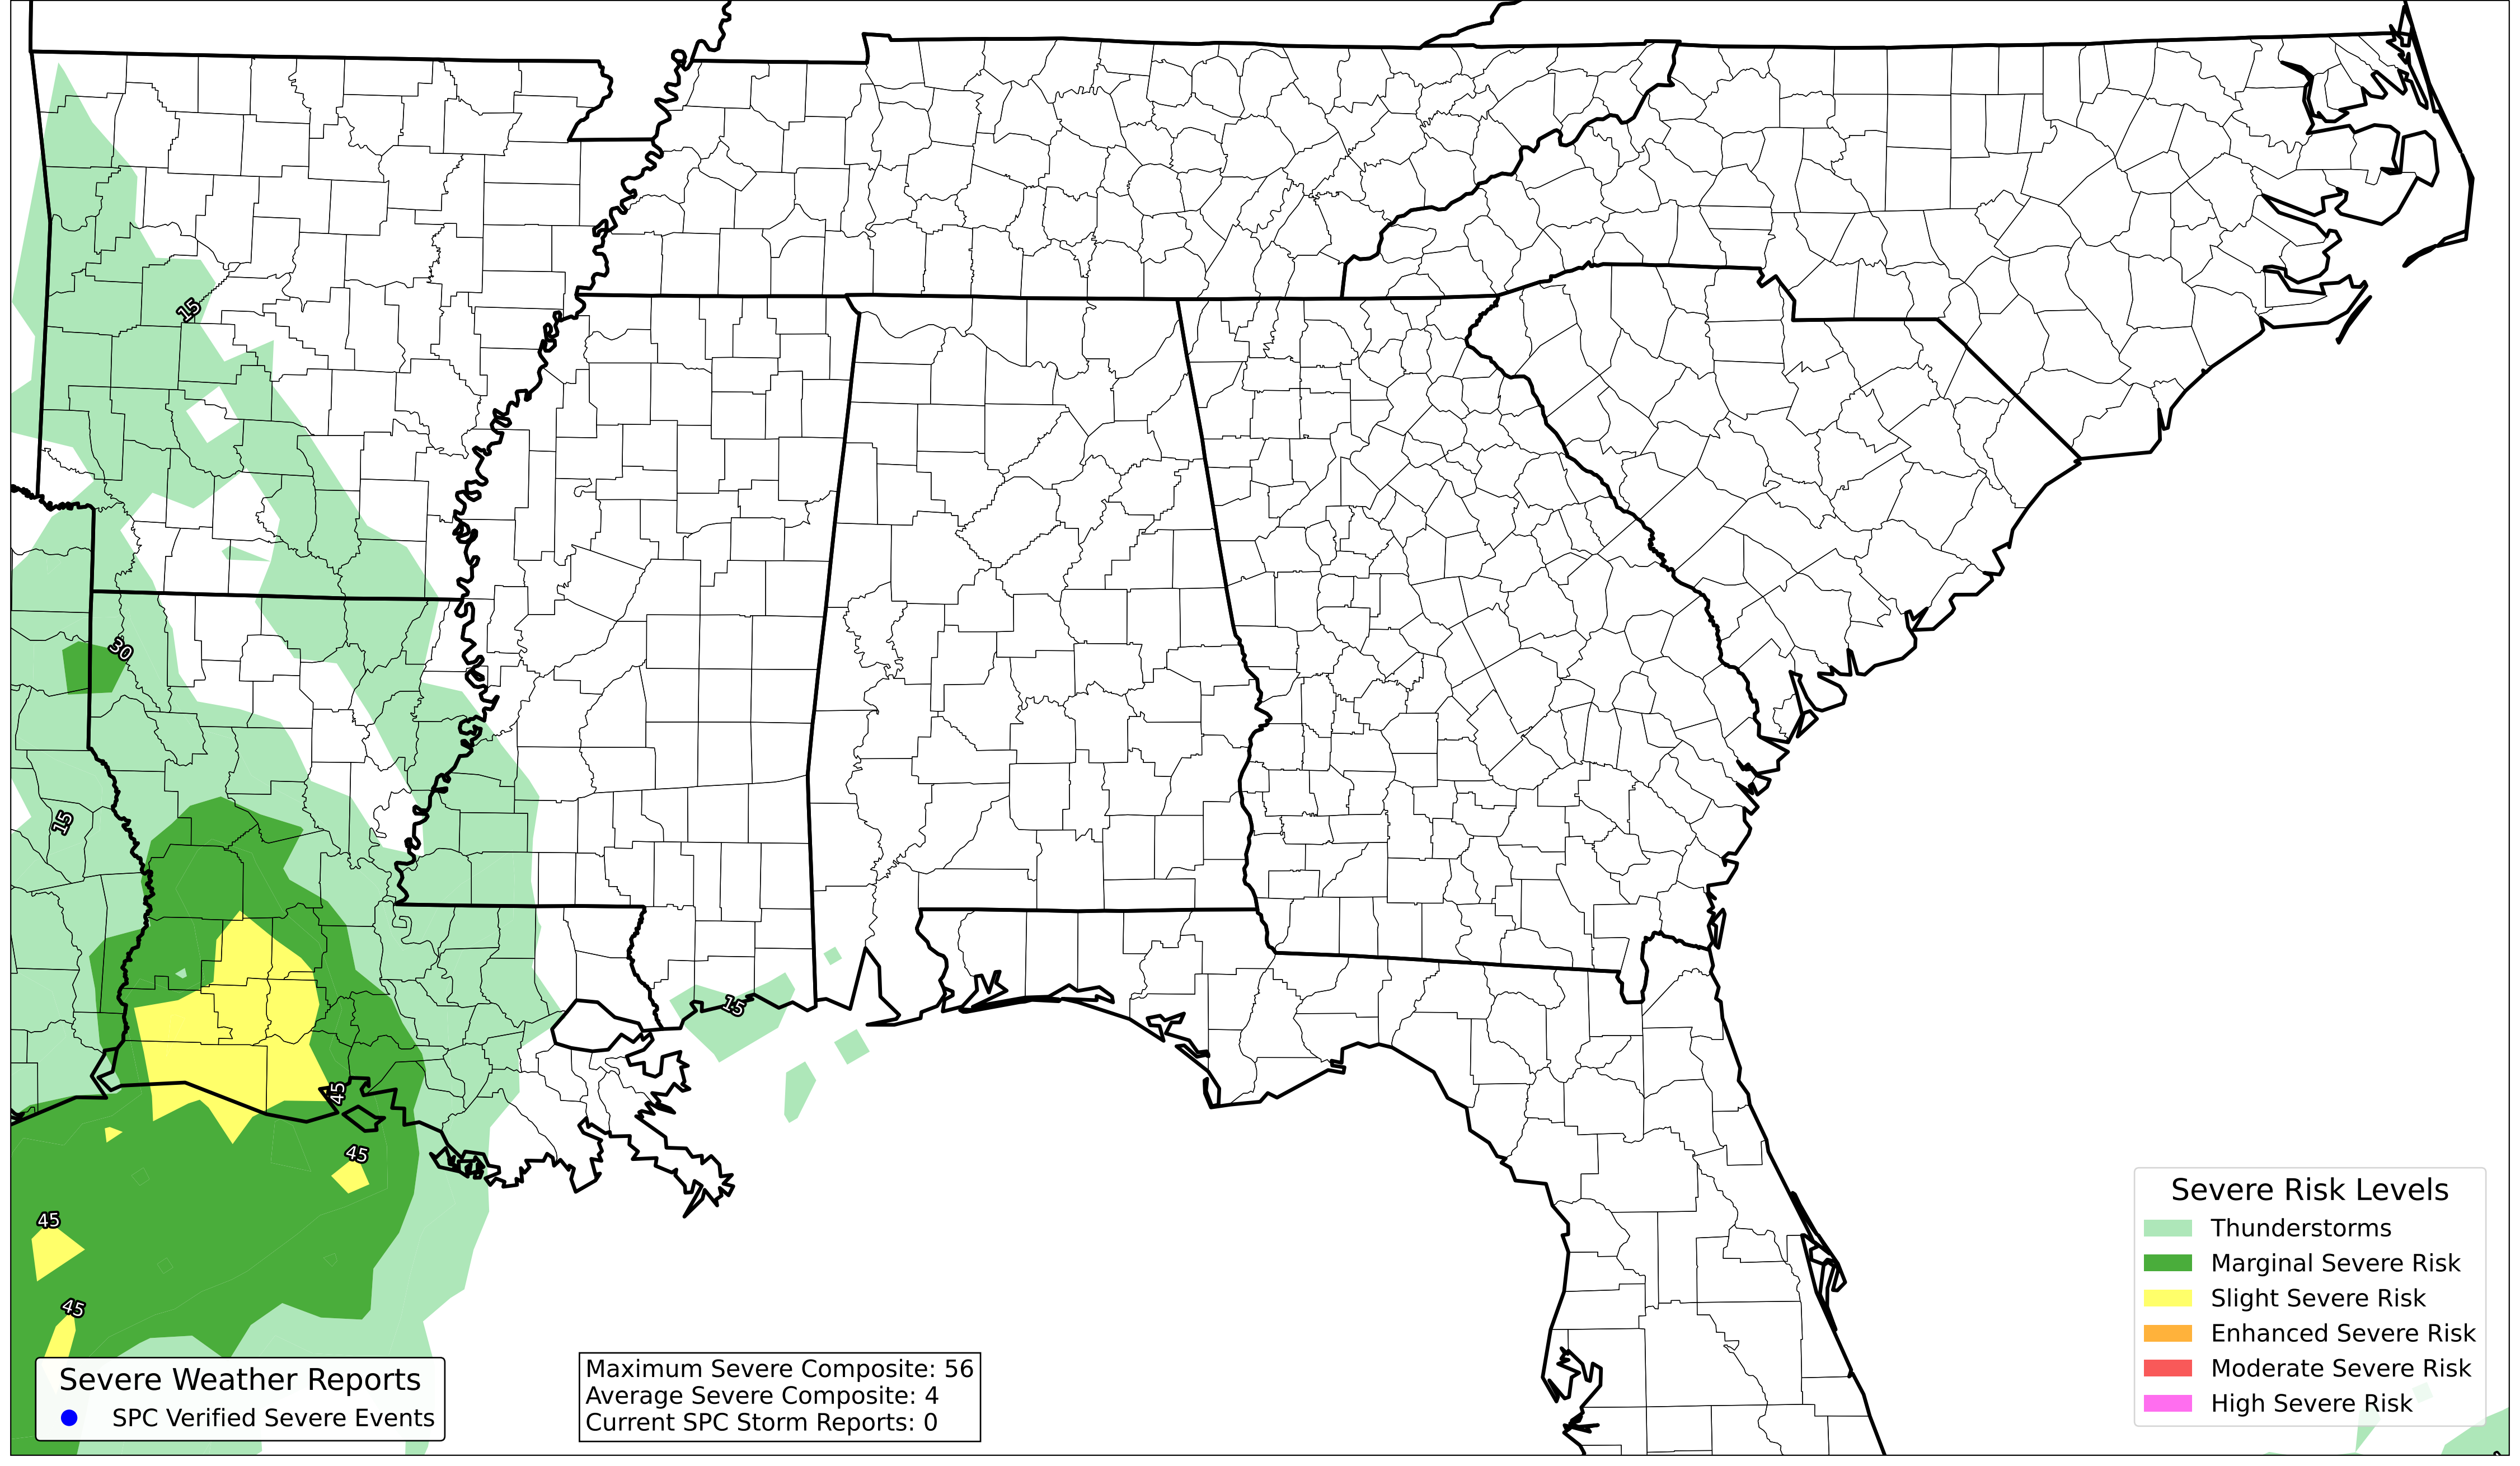 15
30
15
15
45
45
45
45
Severe Weather Reports
SPC Verified Severe Events
Maximum Severe Composite: 56
Average Severe Composite: 4
Current SPC Storm Reports: 0
Severe Risk Levels
Thunderstorms
Marginal Severe Risk
Slight Severe Risk
Enhanced Severe Risk
Moderate Severe Risk
High Severe Risk